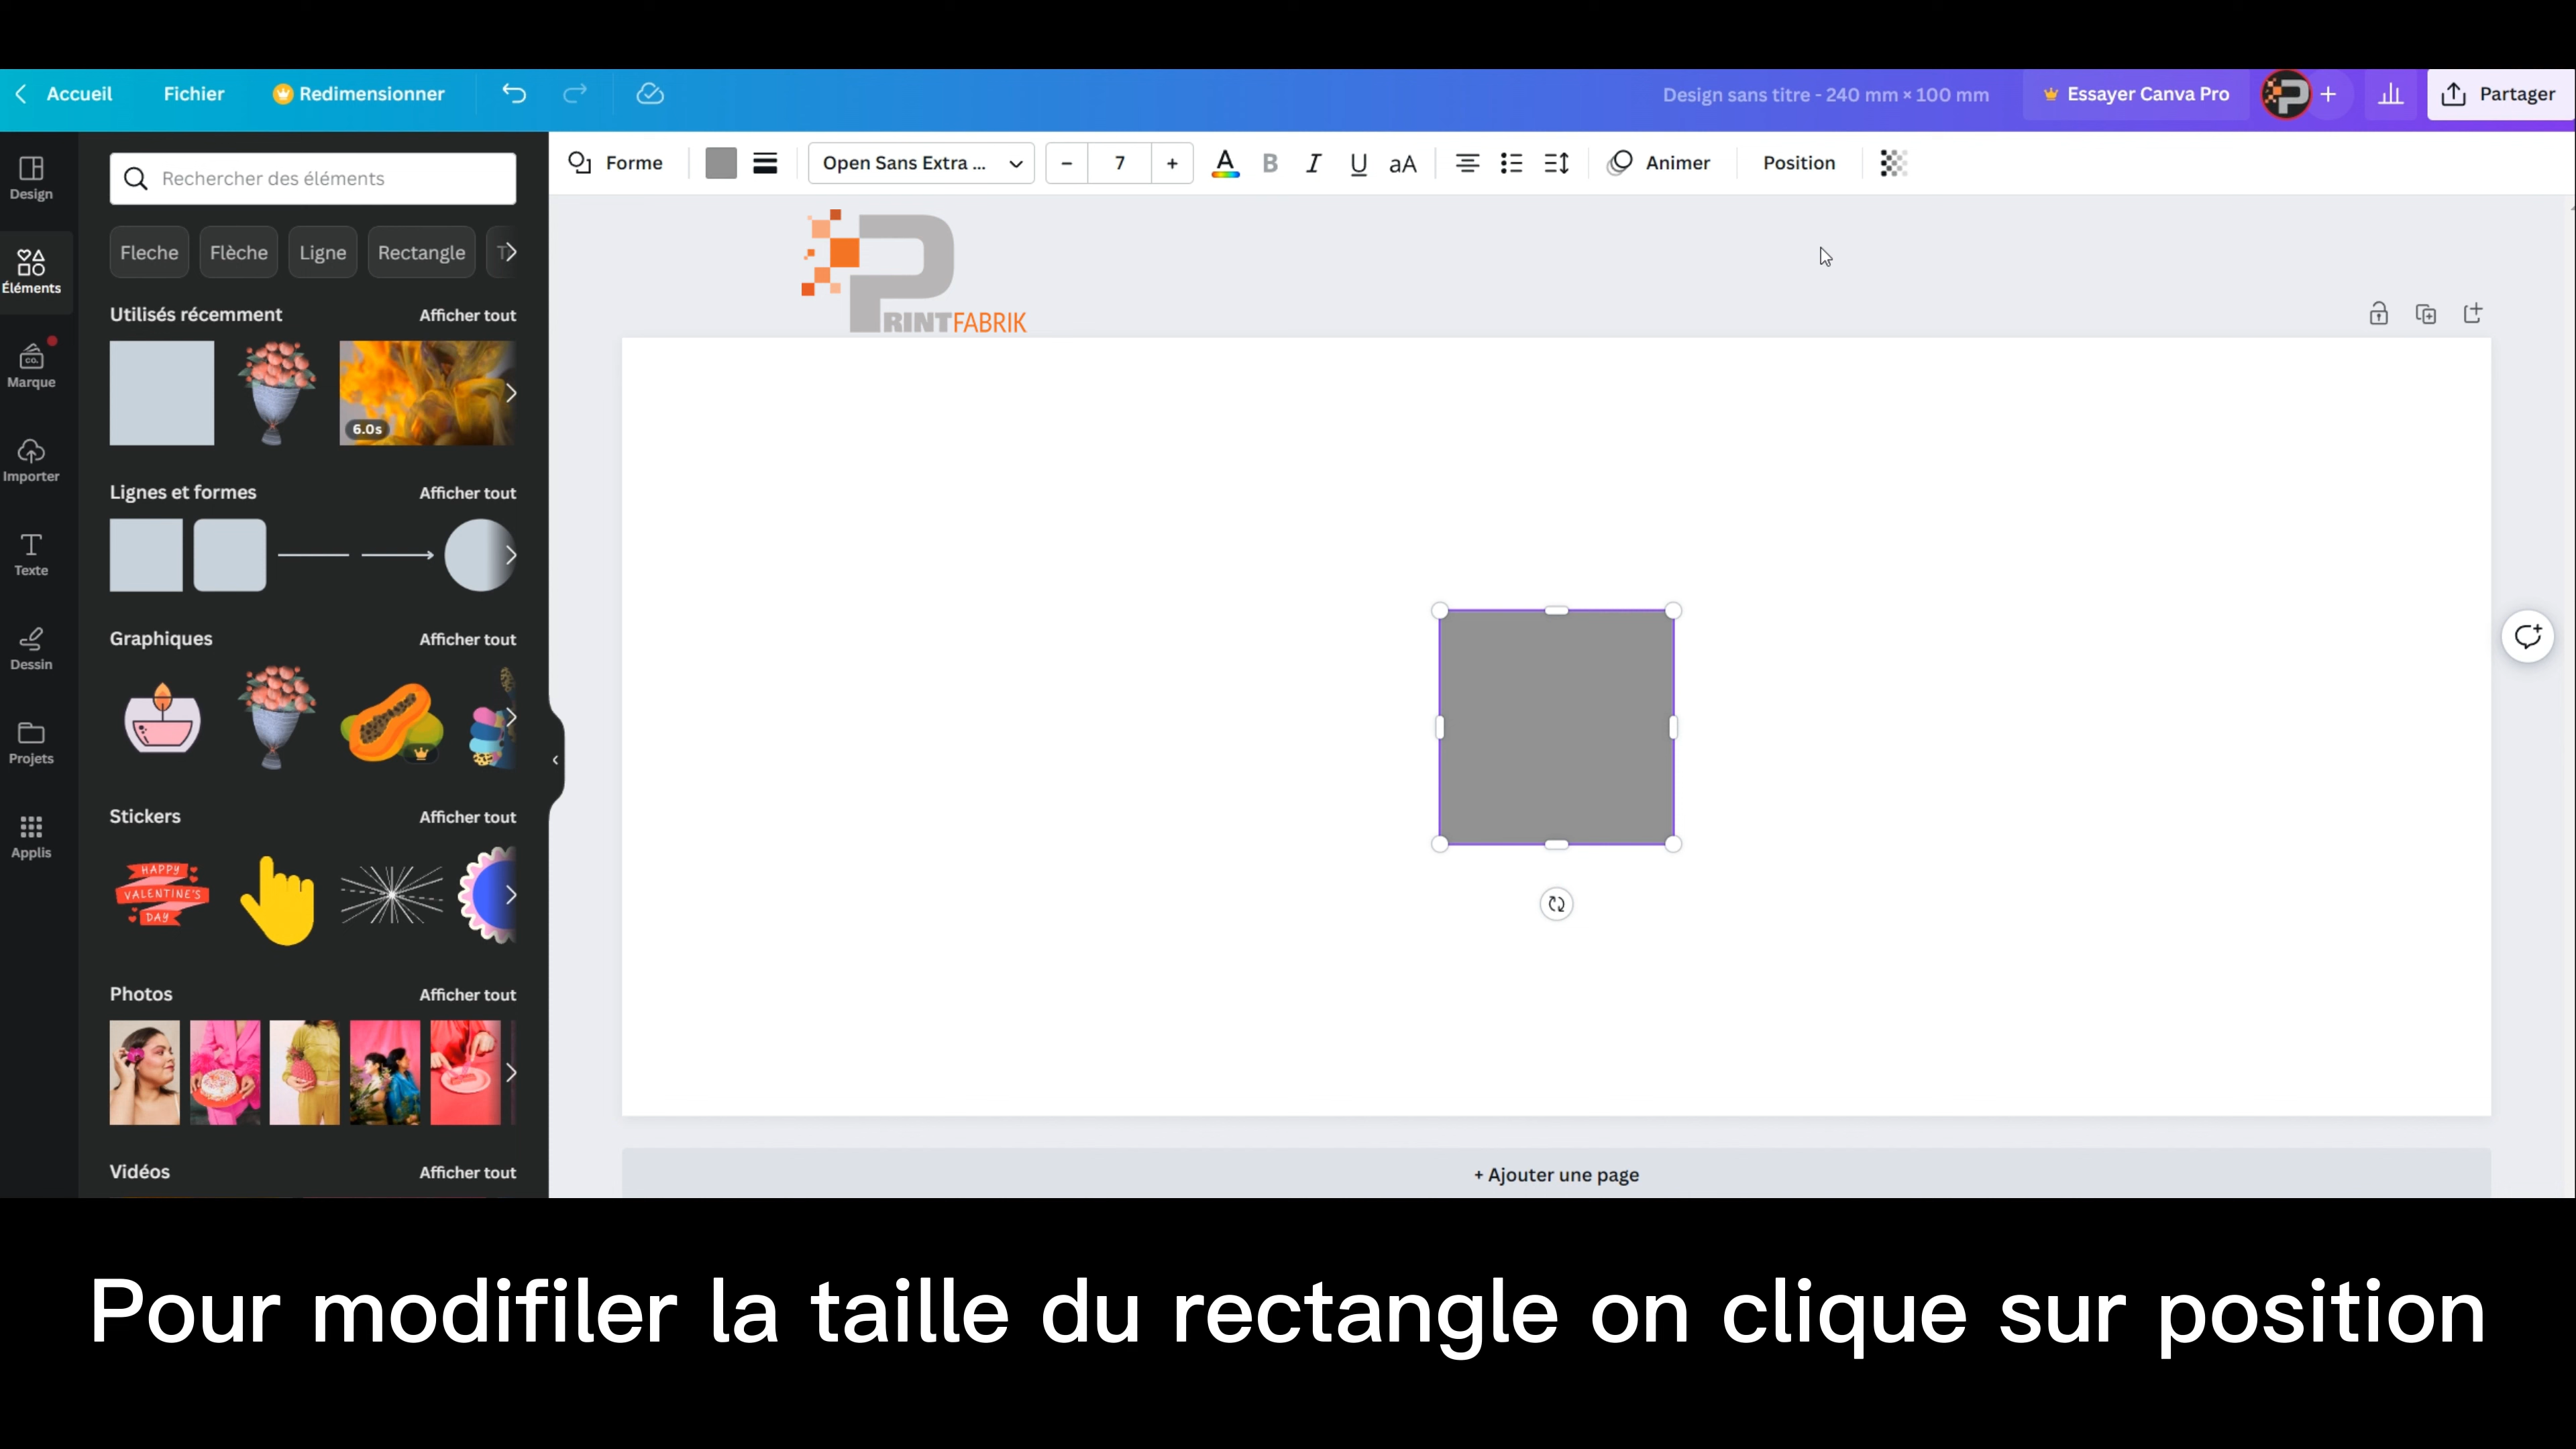 Accueil
Fichier
Redimensionner
Design sans titre - 240 mm × 100 mm
Essayer Canva Pro
Partager
Design
Éléments
Marque
CO.
Importer
Texte
Dessin
Projets
Applis
Rechercher des éléments
Fleche
Flèche
Ligne
Rectangle
Utilisés récemment
Afficher tout
6.0s
Lignes et formes
Afficher tout
Graphiques
Afficher tout
Stickers
Afficher tout
HAPPY
VALENTINE'S
DAY
Photos
Afficher tout
Vidéos
Afficher tout
Forme
Open Sans Extra ...
– 7 +
A B I U aA
Animer
Position
PRINTFABRIK
+ Ajouter une page
Pour modifiler la taille du rectangle on clique sur position